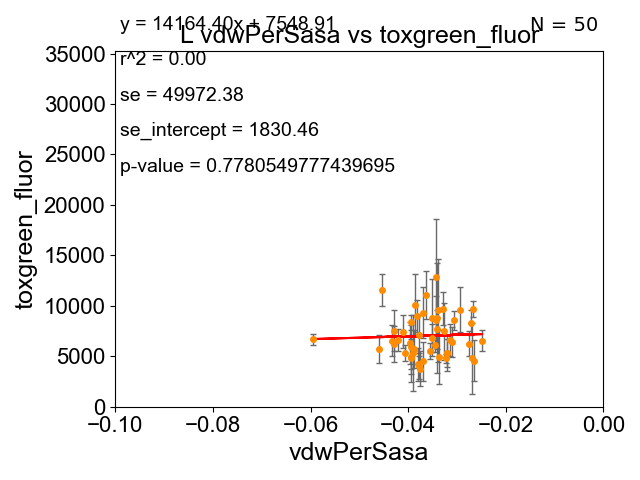 y = 14164.40x + 7548.91
N = 50
L vdwPerSasa vs toxgreen_fluor
r^2 = 0.00
se = 49972.38
se_intercept = 1830.46
p-value = 0.7780549777439695
35000
30000
25000
20000
15000
10000
5000
0
toxgreen_fluor
−0.10 −0.08 −0.06 −0.04 −0.02 0.00
vdwPerSasa